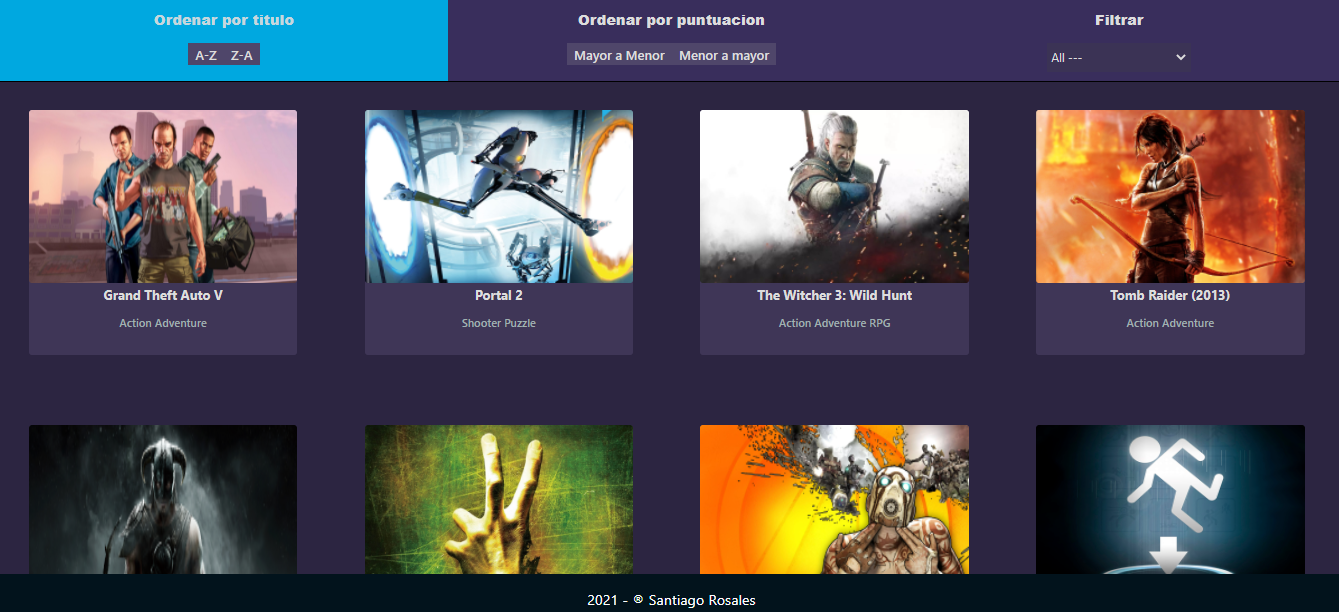 Ordenar por titulo
A-Z Z-A
Ordenar por puntuacion
Mayor a Menor Menor a mayor
Filtrar
All ---
Grand Theft Auto V
Action Adventure
Portal 2
Shooter Puzzle
The Witcher 3: Wild Hunt
Action Adventure RPG
Tomb Raider (2013)
Action Adventure
2021 - ® Santiago Rosales